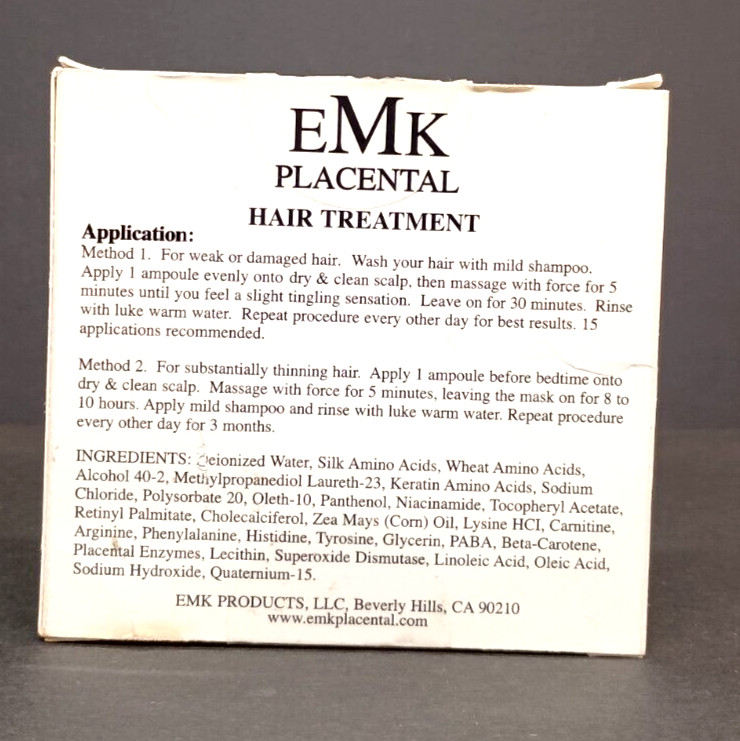 EMK
PLACENTAL
HAIR TREATMENT
Application:
Method 1. For weak or damaged hair. Wash your hair with mild shampoo.
Apply 1 ampoule evenly onto dry & clean scalp, then massage with force for 5
minutes until you feel a slight tingling sensation. Leave on for 30 minutes. Rinse
with luke warm water. Repeat procedure every other day for best results. 15
applications recommended.
Method 2. For substantially thinning hair. Apply 1 ampoule before bedtime onto
dry & clean scalp. Massage with force for 5 minutes, leaving the mask on for 8 to
10 hours. Apply mild shampoo and rinse with luke warm water. Repeat procedure
every other day for 3 months.
INGREDIENTS: Deionized Water, Silk Amino Acids, Wheat Amino Acids,
Alcohol 40-2, Methylpropanediol Laureth-23, Keratin Amino Acids, Sodium
Chloride, Polysorbate 20, Oleth-10, Panthenol, Niacinamide, Tocopheryl Acetate,
Retinyl Palmitate, Cholecalciferol, Zea Mays (Corn) Oil, Lysine HCI, Carnitine,
Arginine, Phenylalanine, Histidine, Tyrosine, Glycerin, PABA, Beta-Carotene,
Placental Enzymes, Lecithin, Superoxide Dismutase, Linoleic Acid, Oleic Acid,
Sodium Hydroxide, Quaternium-15.
EMK PRODUCTS, LLC, Beverly Hills, CA 90210
www.emkplacental.com